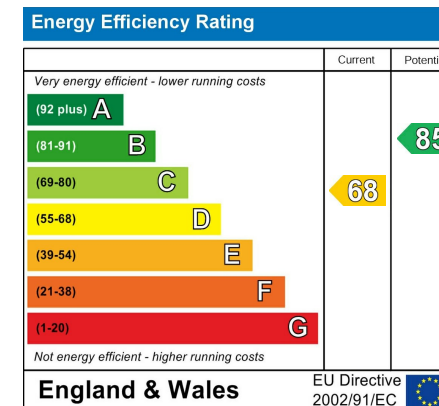 Energy Efficiency Rating
Current Potenti
Very energy efficient - lower running costs
(92 plus) A
(81-91) B
85
(69-80) C
68
(55-68) D
(39-54) E
(21-38) F
(1-20) G
Not energy efficient - higher running costs
England & Wales
EU Directive
2002/91/EC